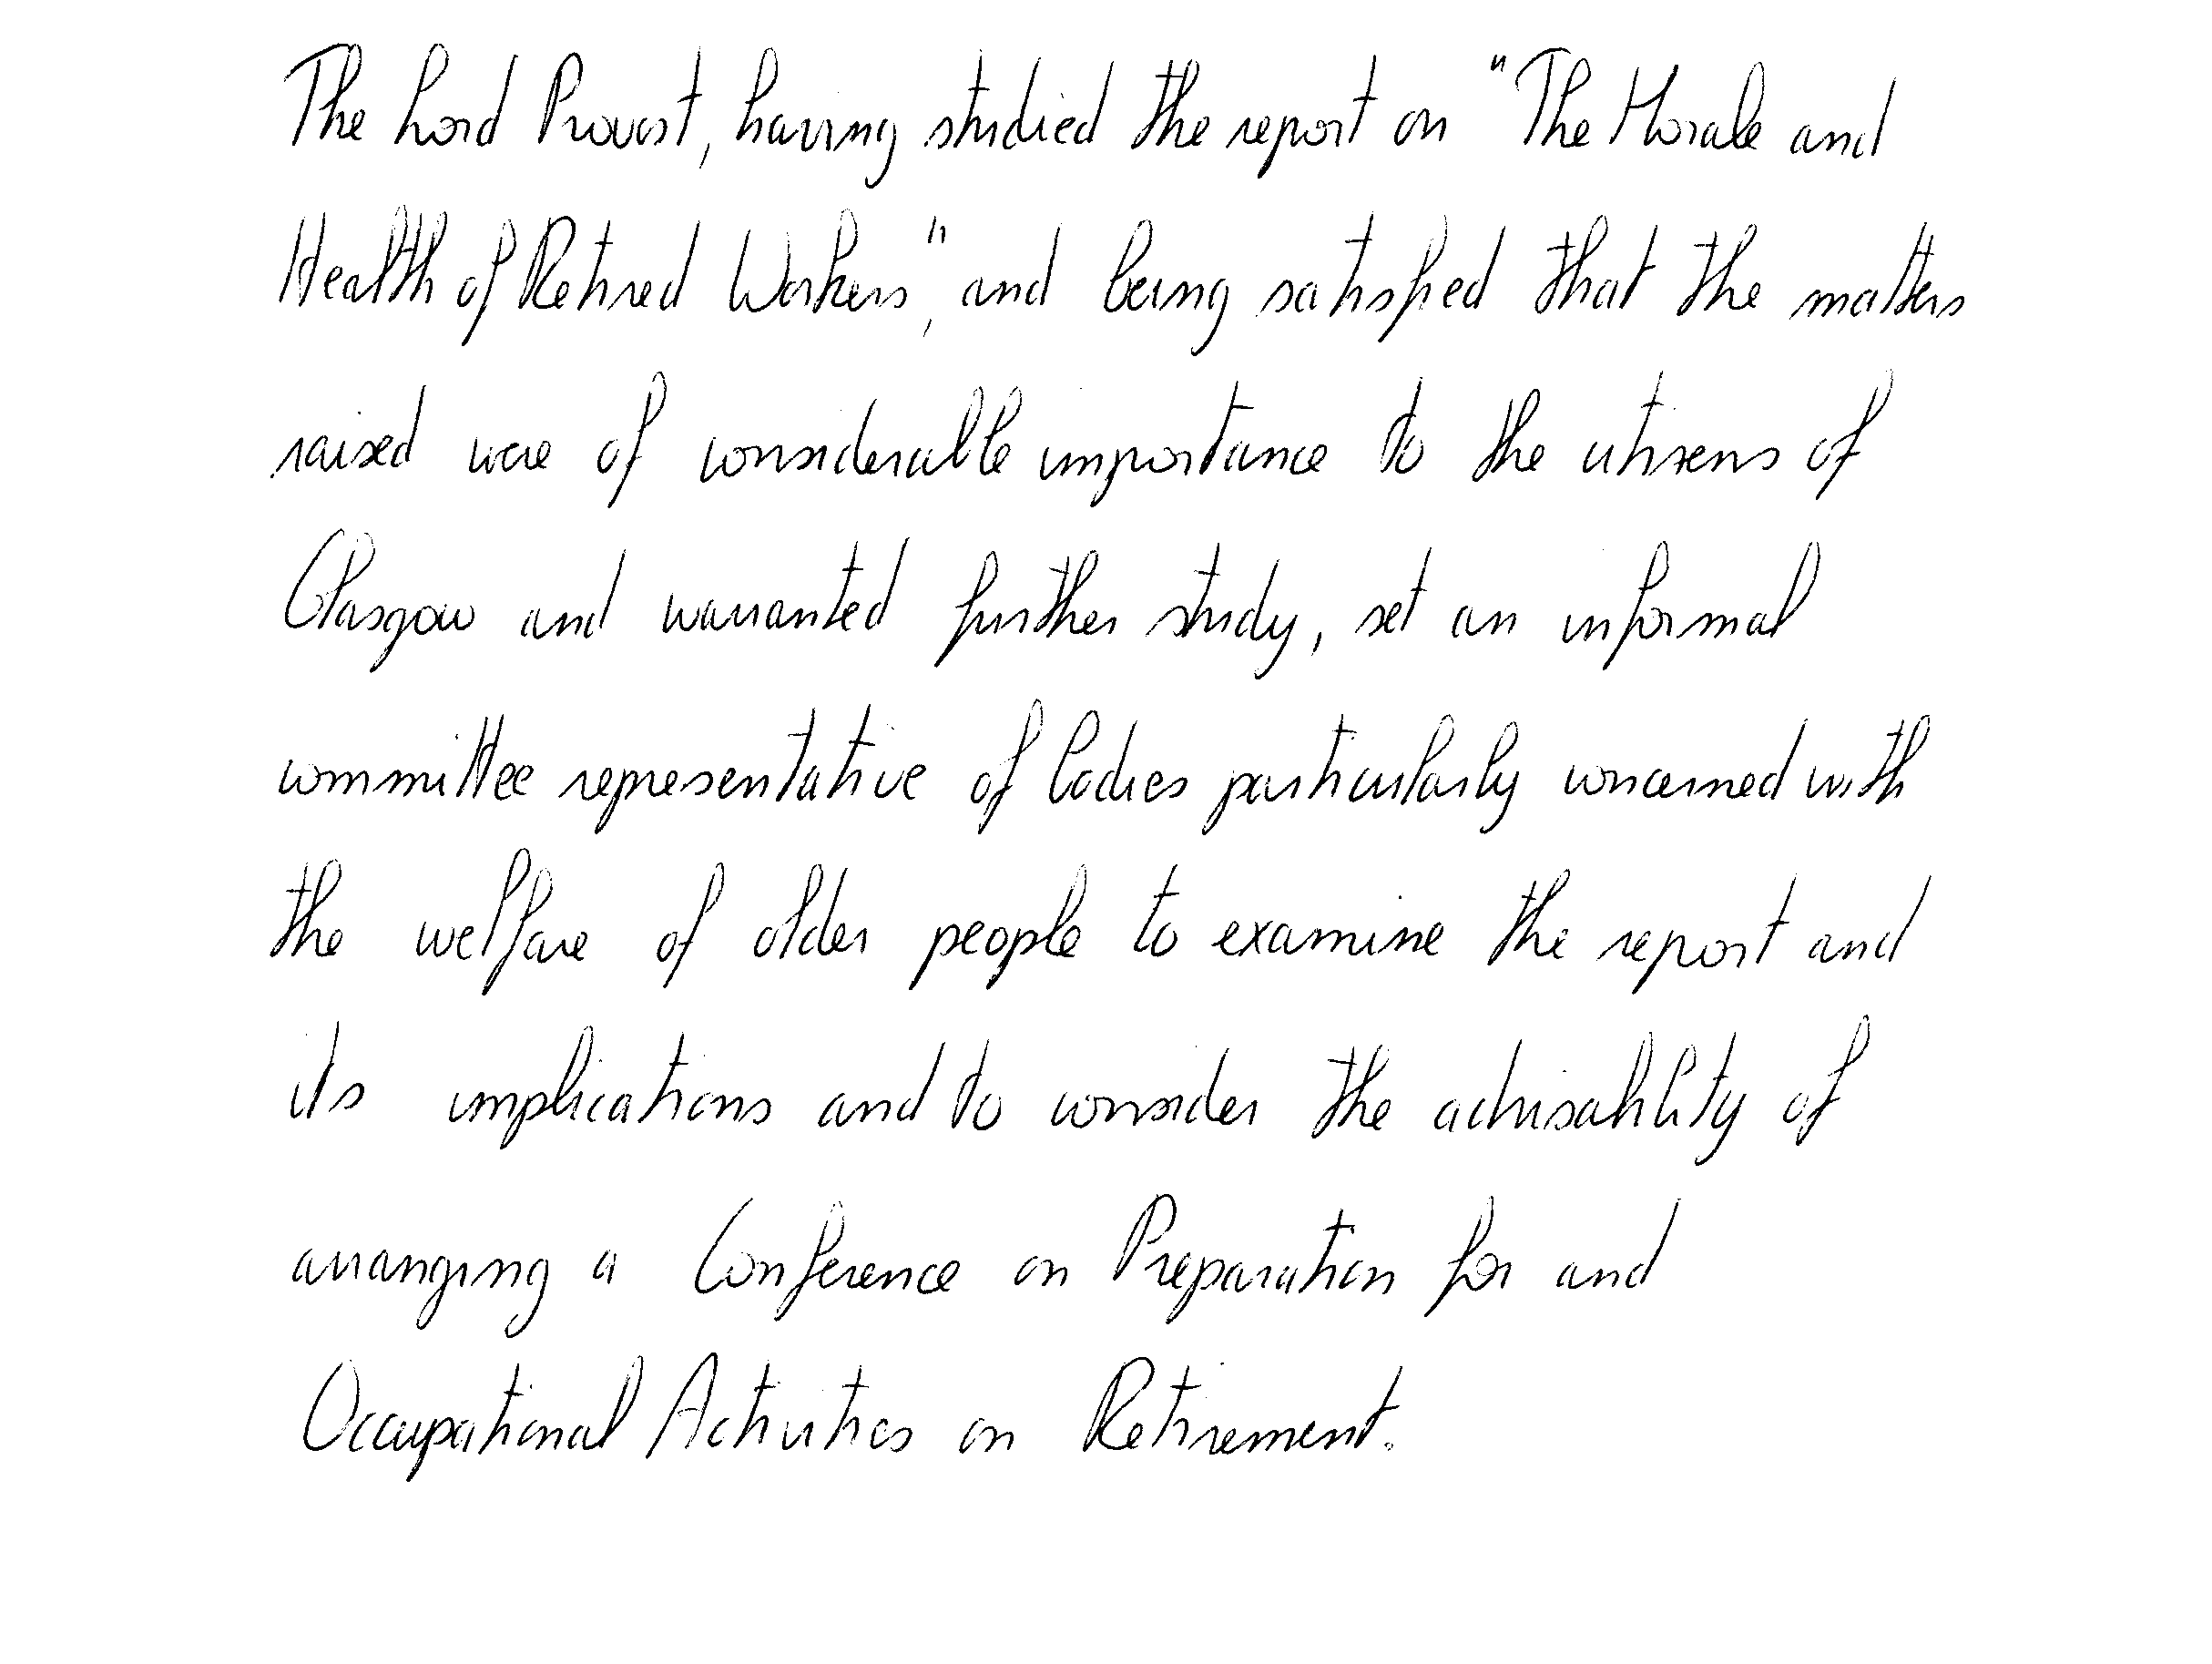 The Lord Provost, having studied the report on "The Morale and
Health of Retired Workers", and being satisfied that the matters
raised were of considerable importance to the citizens of
Glasgow and warranted further study, set an informal
committee representative of bodies particularly concerned with
the welfare of older people to examine the report and
its implications and to consider the advisability of
arranging a Conference on Preparation for and
Occupational Activities on Retirement.